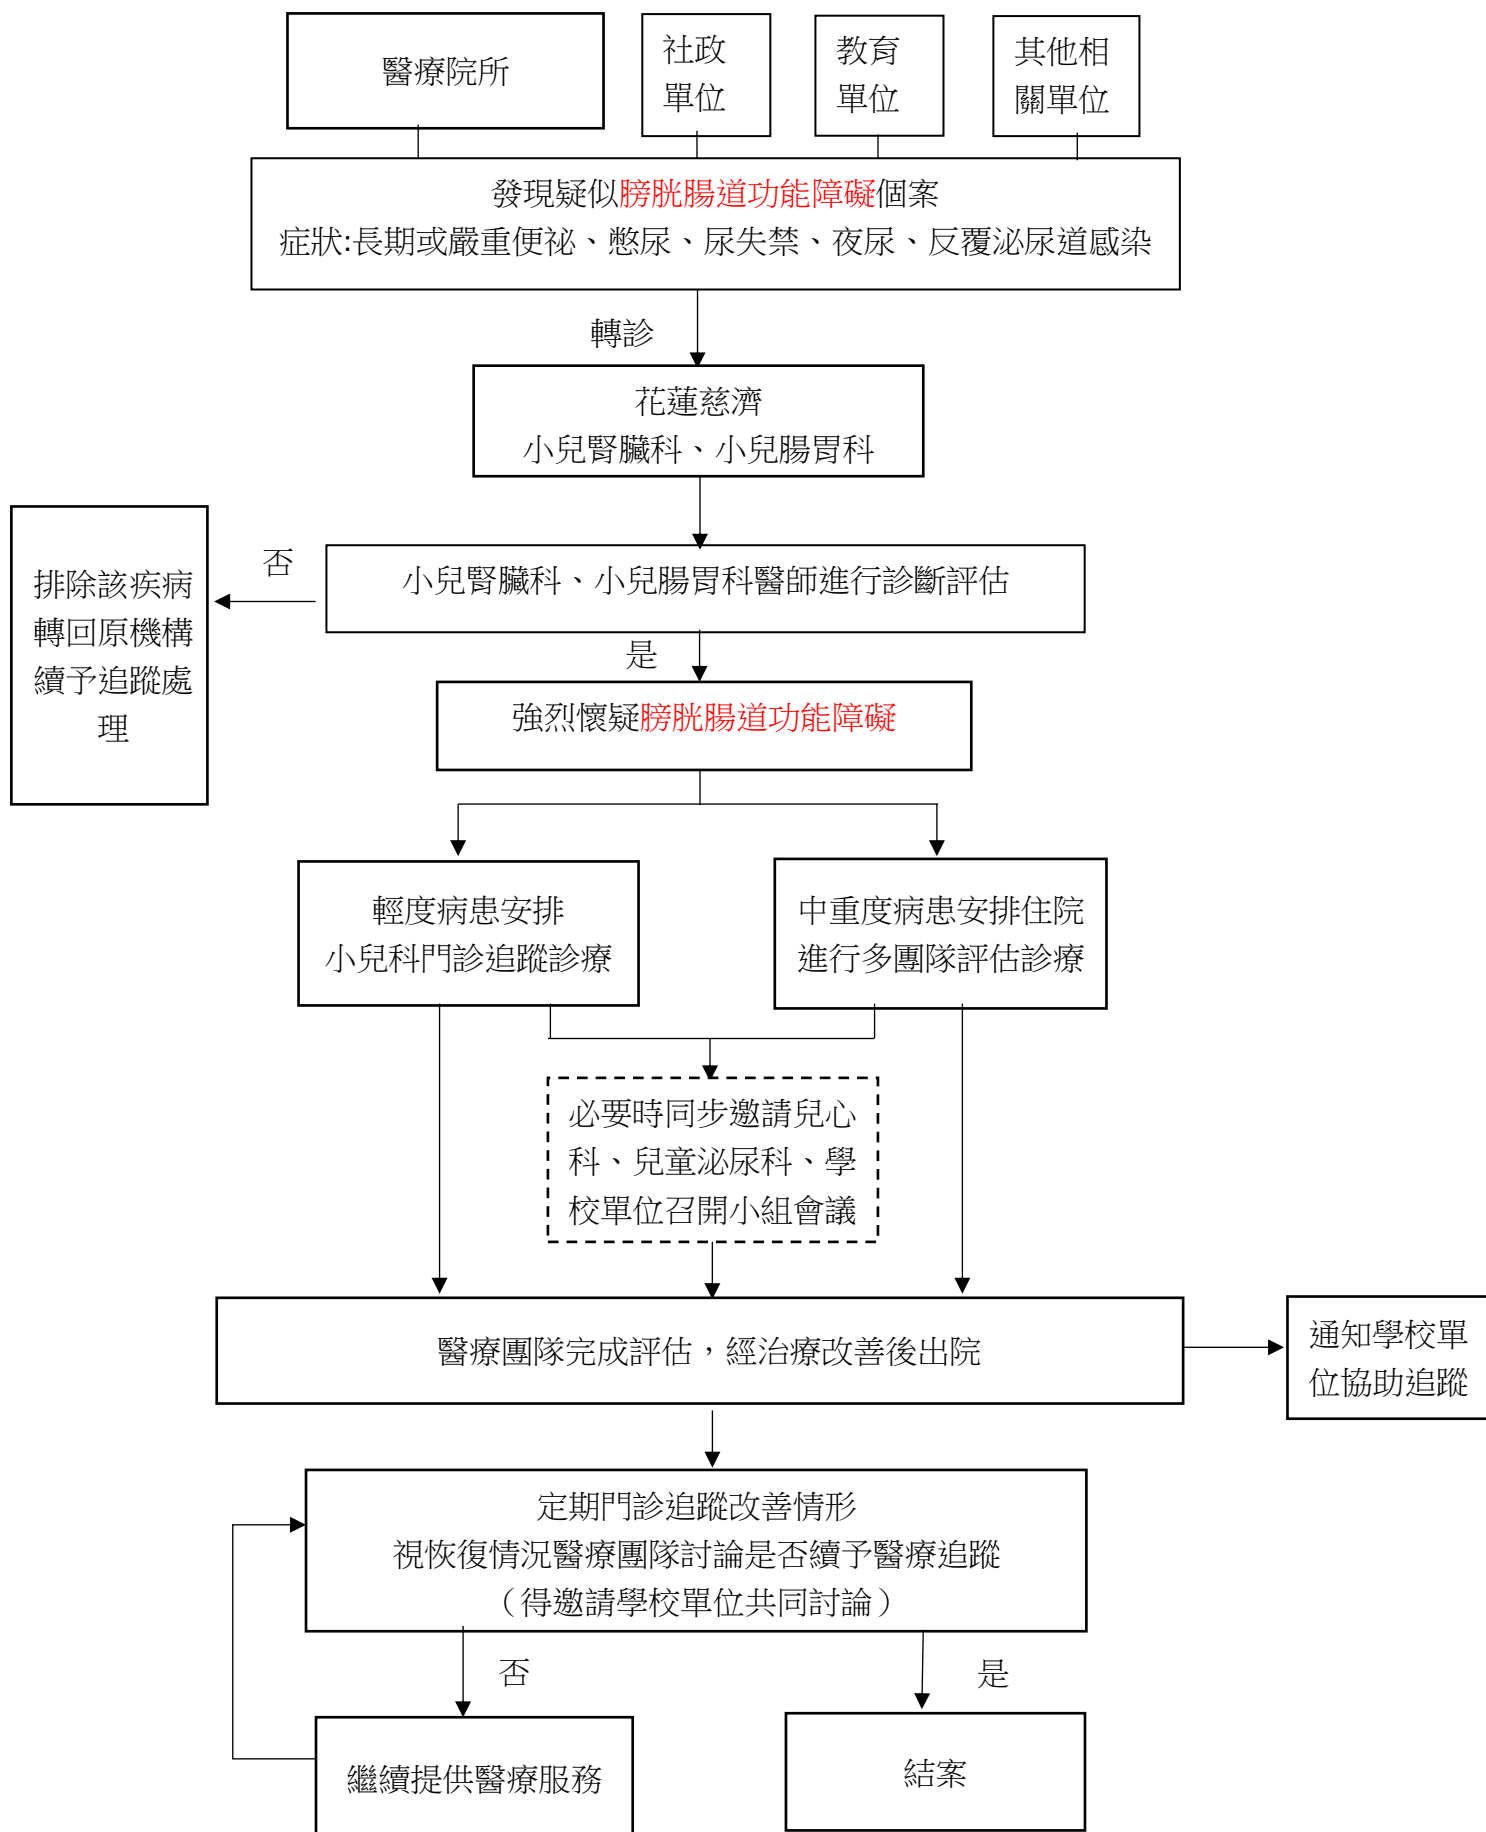 醫療院所
社政
單位
教育
單位
其他相
關單位
發現疑似膀胱腸道功能障礙個案
症狀:長期或嚴重便祕、憋尿、尿失禁、夜尿、反覆泌尿道感染
轉診
花蓮慈濟
小兒腎臟科、小兒腸胃科
小兒腎臟科、小兒腸胃科醫師進行診斷評估
否
排除該疾病
轉回原機構
續予追蹤處
理
是
強烈懷疑膀胱腸道功能障礙
輕度病患安排
小兒科門診追蹤診療
中重度病患安排住院
進行多團隊評估診療
必要時同步邀請兒心
科、兒童泌尿科、學
校單位召開小組會議
醫療團隊完成評估，經治療改善後出院
通知學校單
位協助追蹤
定期門診追蹤改善情形
視恢復情況醫療團隊討論是否續予醫療追蹤
（得邀請學校單位共同討論）
否
是
繼續提供醫療服務
結案